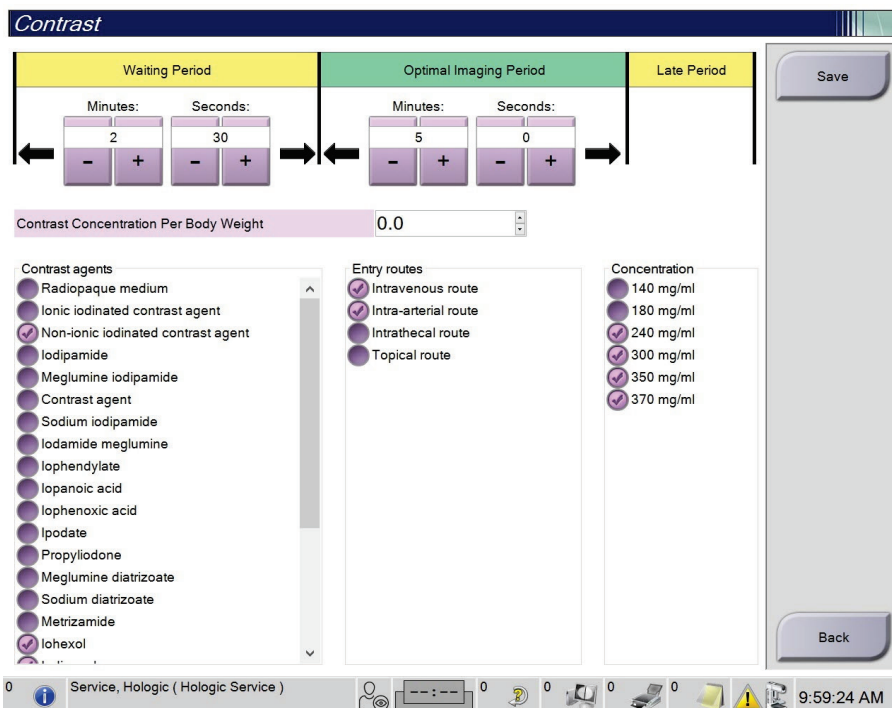 Contrast
Waiting Period
Optimal Imaging Period
Late Period
Save
Minutes:
Seconds:
Minutes:
Seconds:
2
30
5
0
- + - + - + - +
Contrast Concentration Per Body Weight
0.0
Contrast agents
Radiopaque medium
Ionic iodinated contrast agent
Non-ionic iodinated contrast agent
Iodipamide
Meglumine iodipamide
Contrast agent
Sodium iodipamide
Iodamide meglumine
Iophendylate
Iopanoic acid
Iophenoxic acid
Ipodate
Propyliodone
Meglumine diatrizoate
Sodium diatrizoate
Metrizamide
Iohexol
Entry routes
Intravenous route
Intra-arterial route
Intrathecal route
Topical route
Concentration
140 mg/ml
180 mg/ml
240 mg/ml
300 mg/ml
350 mg/ml
370 mg/ml
Back
0 Service, Hologic ( Hologic Service ) --:-- 0 0 0 0 9:59:24 AM